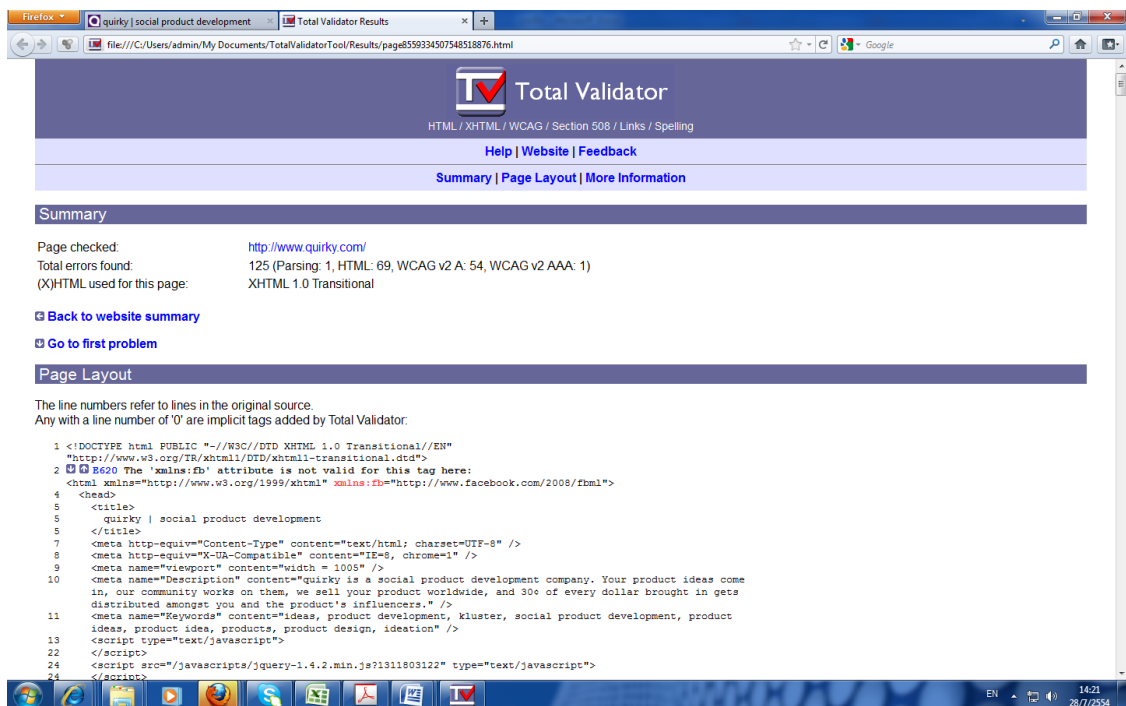 Firefox
quirky | social product development
Total Validator Results
file:///C:/Users/admin/My Documents/TotalValidatorTool/Results/page8559334507548518876.html
Google
TV Total Validator
HTML / XHTML / WCAG / Section 508 / Links / Spelling
Help | Website | Feedback
Summary | Page Layout | More Information
Summary
Page checked: http://www.quirky.com/
Total errors found: 125 (Parsing: 1, HTML: 69, WCAG v2 A: 54, WCAG v2 AAA: 1)
(X)HTML used for this page: XHTML 1.0 Transitional
Back to website summary
Go to first problem
Page Layout
The line numbers refer to lines in the original source.
Any with a line number of '0' are implicit tags added by Total Validator:
1 <!DOCTYPE html PUBLIC "-//W3C//DTD XHTML 1.0 Transitional//EN"
"http://www.w3.org/TR/xhtml1/DTD/xhtml1-transitional.dtd">
2 E620 The 'xmlns:fb' attribute is not valid for this tag here:
<html xmlns="http://www.w3.org/1999/xhtml" xmlns:fb="http://www.facebook.com/2008/fbml">
4 <head>
5 <title>
5 quirky | social product development
5 </title>
7 <meta http-equiv="Content-Type" content="text/html; charset=UTF-8" />
8 <meta http-equiv="X-UA-Compatible" content="IE=8, chrome=1" />
9 <meta name="viewport" content="width = 1005" />
10 <meta name="Description" content="quirky is a social product development company. Your product ideas come
in, our community works on them, we sell your product worldwide, and 30¢ of every dollar brought in gets
distributed amongst you and the product's influencers." />
11 <meta name="Keywords" content="ideas, product development, kluster, social product development, product
ideas, product idea, products, product design, ideation" />
13 <script type="text/javascript">
22 </script>
24 <script src="/javascripts/jquery-1.4.2.min.js?1311803122" type="text/javascript">
24 </script>
EN
14:21
28/7/2554